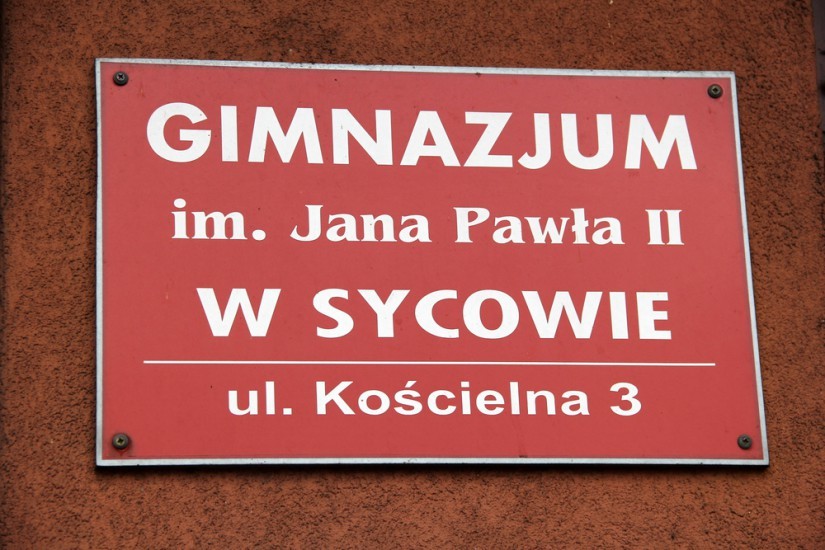 GIMNAZJUM
im. Jana Pawła II
W SYCOWIE
ul. Kościelna 3